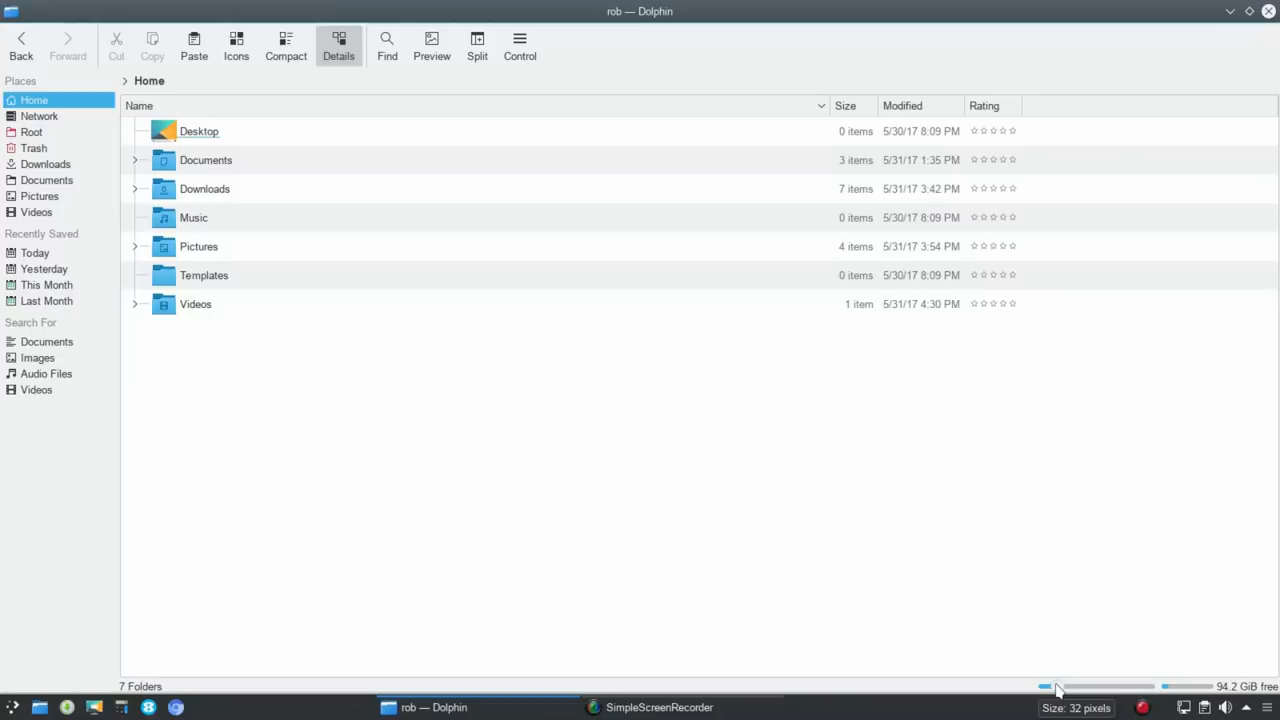 rob — Dolphin
Back Forward Cut Copy Paste Icons Compact Details Find Preview Split Control
Places
Home
Network
Root
Trash
Downloads
Documents
Pictures
Videos
Recently Saved
Today
Yesterday
This Month
Last Month
Search For
Documents
Images
Audio Files
Videos
Home
Name Size Modified Rating
Desktop 0 items 5/30/17 8:09 PM
Documents 3 items 5/31/17 1:35 PM
Downloads 7 items 5/31/17 3:42 PM
Music 0 items 5/30/17 8:09 PM
Pictures 4 items 5/31/17 3:54 PM
Templates 0 items 5/30/17 8:09 PM
Videos 1 item 5/31/17 4:30 PM
7 Folders 94.2 GiB free
rob — Dolphin SimpleScreenRecorder Size: 32 pixels